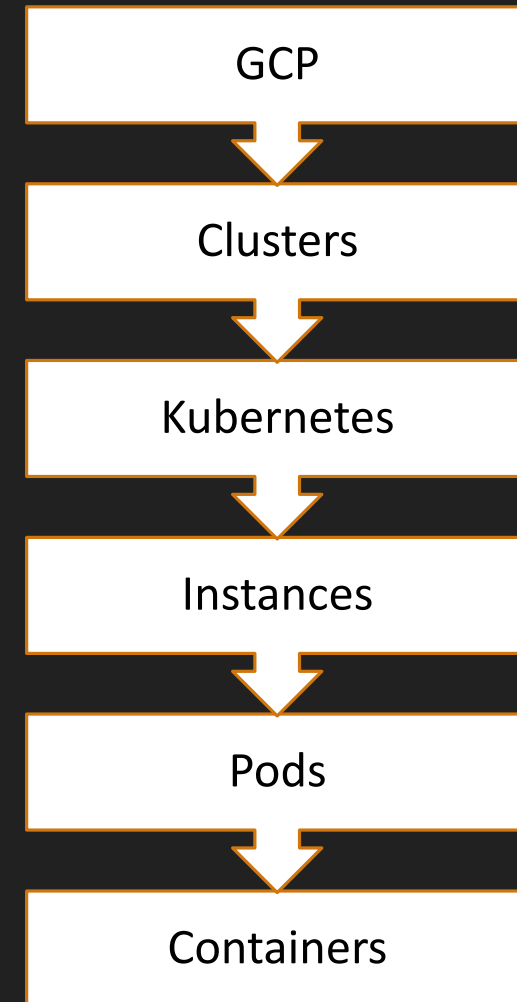 GCP
Clusters
Kubernetes
Instances
Pods
Containers